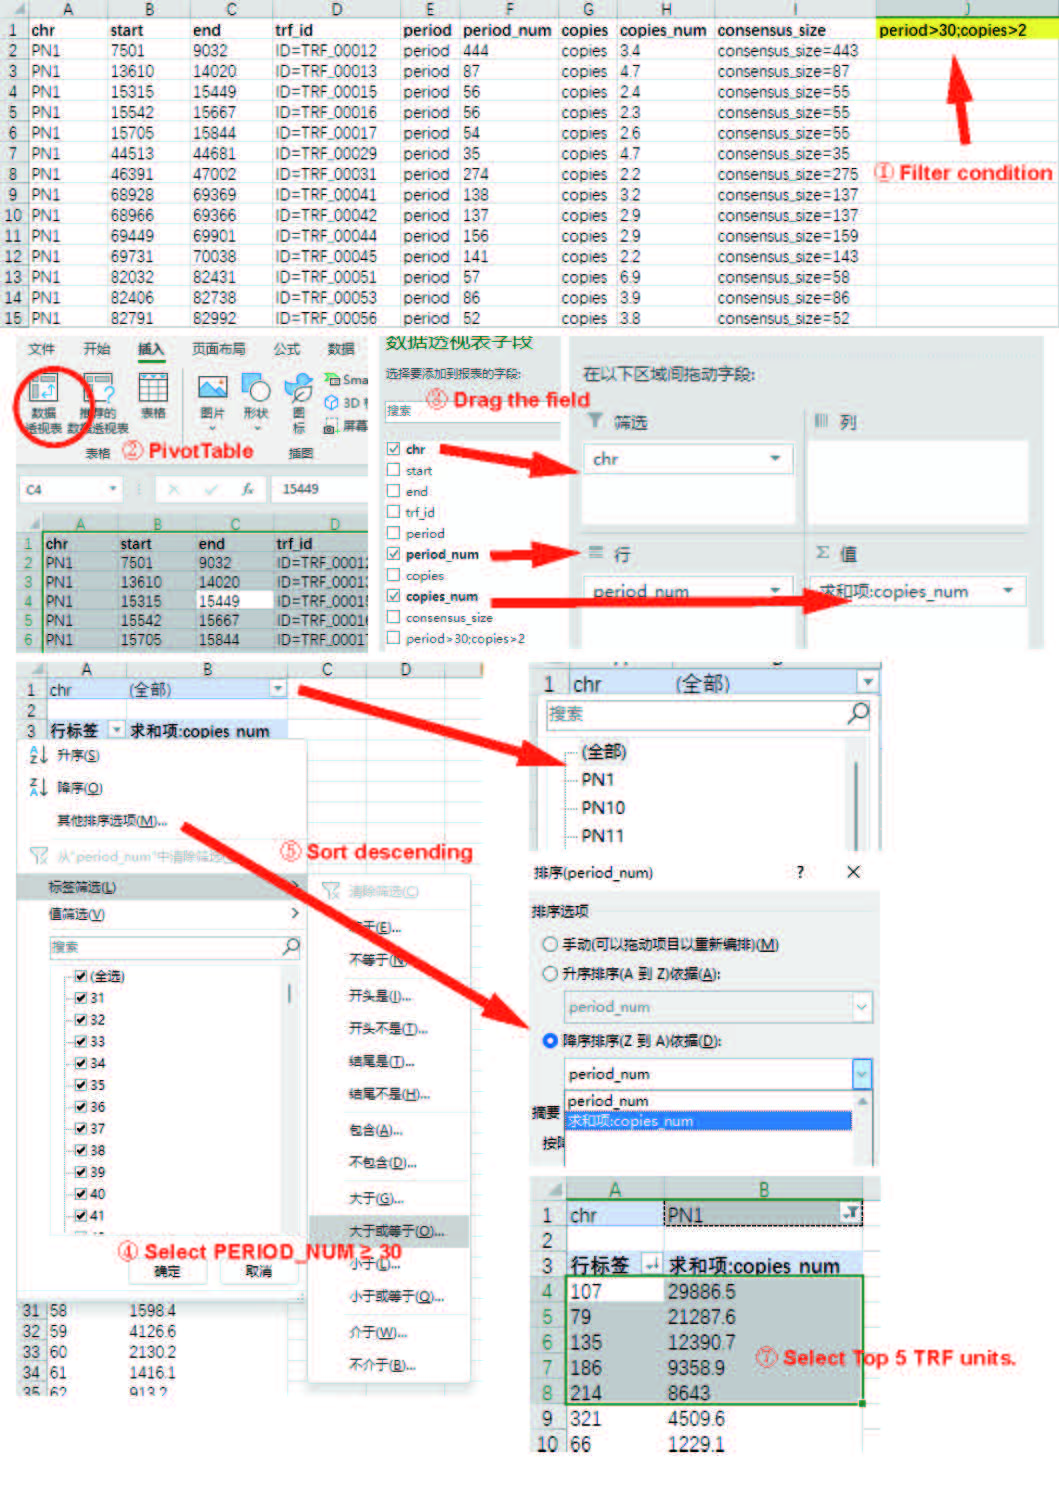 A B C D E F G H I J
1 chr start end trf_id period period_num copies copies_num consensus_size period>30;copies>2
2 PN1 7501 9032 ID=TRF_00012 period 444 copies 3.4 consensus_size=443
3 PN1 13610 14020 ID=TRF_00013 period 87 copies 4.7 consensus_size=87
4 PN1 15315 15449 ID=TRF_00015 period 56 copies 2.4 consensus_size=55
5 PN1 15542 15667 ID=TRF_00016 period 56 copies 2.3 consensus_size=55
6 PN1 15705 15844 ID=TRF_00017 period 54 copies 2.6 consensus_size=55
7 PN1 44513 44681 ID=TRF_00029 period 35 copies 4.7 consensus_size=35
8 PN1 46391 47002 ID=TRF_00031 period 274 copies 2.2 consensus_size=275
① Filter condition
9 PN1 68928 69369 ID=TRF_00041 period 138 copies 3.2 consensus_size=137
10 PN1 68966 69366 ID=TRF_00042 period 137 copies 2.9 consensus_size=137
11 PN1 69449 69901 ID=TRF_00044 period 156 copies 2.9 consensus_size=159
12 PN1 69731 70038 ID=TRF_00045 period 141 copies 2.2 consensus_size=143
13 PN1 82032 82431 ID=TRF_00051 period 57 copies 6.9 consensus_size=58
14 PN1 82406 82738 ID=TRF_00053 period 86 copies 3.9 consensus_size=86
15 PN1 82791 82992 ID=TRF_00056 period 52 copies 3.8 consensus_size=52
文件 开始 插入 页面布局 公式 数据
数据
透视表
推荐的
数据透视表
表格
图片
形状
图
标
Sma
3D
屏幕
表格
② PivotTable
插图
C4 fx 15449
A B C D
1 chr start end trf_id
2 PN1 7501 9032 ID=TRF_00012
3 PN1 13610 14020 ID=TRF_0001
4 PN1 15315 15449 ID=TRF_0001
5 PN1 15542 15667 ID=TRF_0001
6 PN1 15705 15844 ID=TRF_0001
数据透视表字段
选择要添加到报表的字段:
搜索
③ Drag the field
chr
start
end
trf_id
period
period_num
copies
copies_num
consensus_size
period>30;copies>2
在以下区域间拖动字段:
筛选
列
chr
行
Σ 值
period_num
求和项:copies_num
A B C D
1 chr (全部)
2
3 行标签 求和项:copies_num
升序(S)
降序(O)
其他排序选项(M)...
从"period_num"中清除筛选
标签筛选(L)
值筛选(V)
搜索
(全选)
31
32
33
34
35
36
37
38
39
40
41
④ Select PERIOD_NUM ≥ 30
确定 取消
31 58 1598.4
32 59 4126.6
33 60 2130.2
34 61 1416.1
35 62 913.2
⑤ Sort descending
清除筛选(C)
等于(E)...
不等于(N)...
开头是(I)...
开头不是(T)...
结尾是(T)...
结尾不是(H)...
包含(A)...
不包含(D)...
大于(G)...
大于或等于(O)...
小于(L)...
小于或等于(Q)...
介于(W)...
不介于(B)...
1 chr (全部)
搜索
(全部)
PN1
PN10
PN11
排序(period_num) ? ×
排序选项
手动(可以拖动项目以重新编排)(M)
升序排序(A 到 Z)依据(A):
period_num
降序排序(Z 到 A)依据(D):
period_num
period_num
求和项:copies_num
摘要
按
A B
1 chr PN1
2
3 行标签 求和项:copies_num
4 107 29886.5
5 79 21287.6
6 135 12390.7
7 186 9358.9
8 214 8643
9 321 4509.6
10 66 1229.1
⑦ Select Top 5 TRF units.